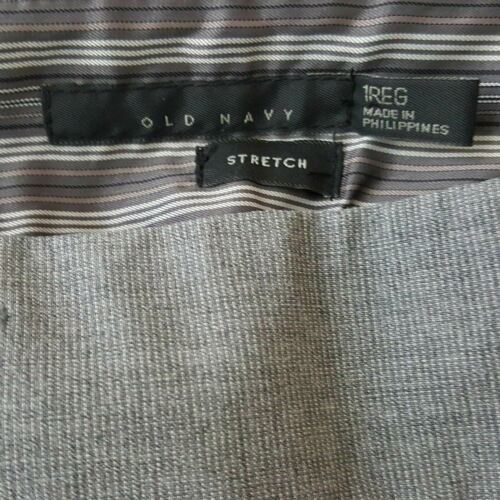 OLD NAVY
1REG
MADE IN
PHILIPPINES
STRETCH